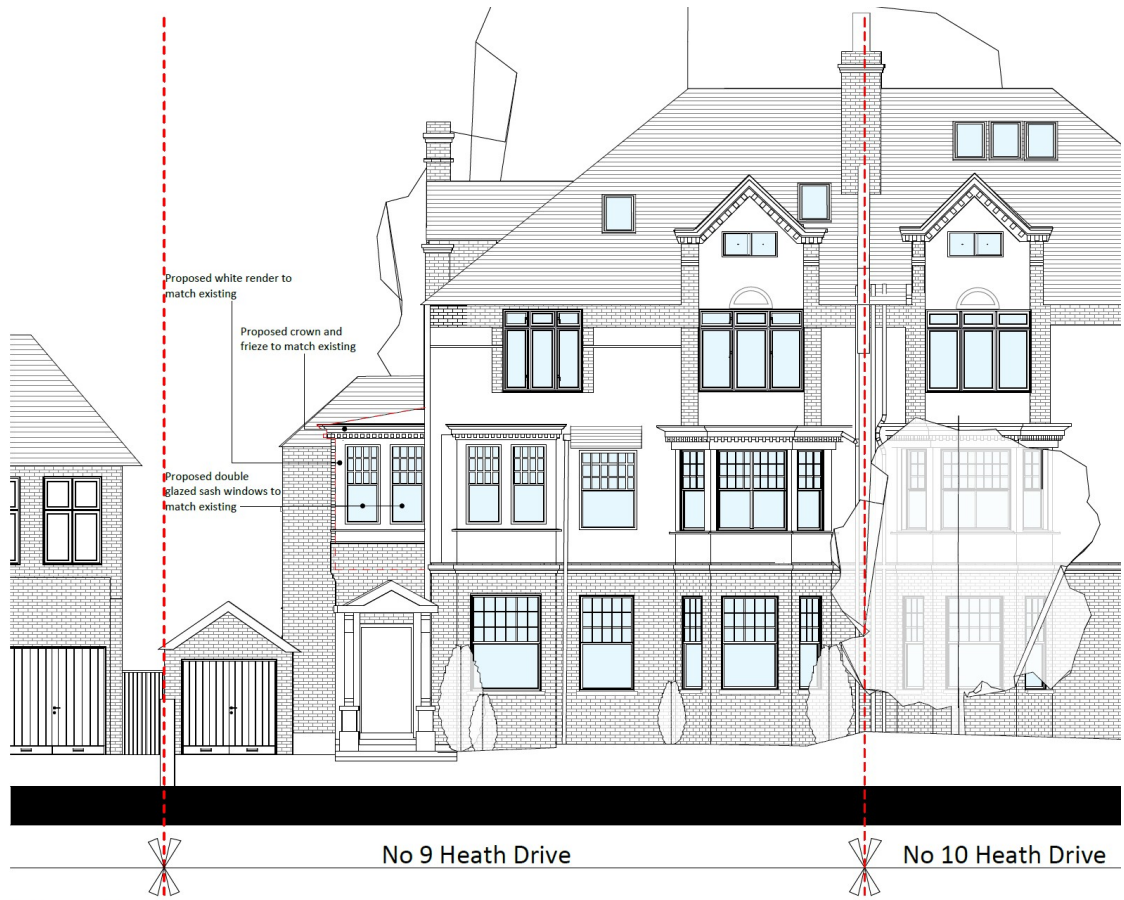 Proposed white render to
match existing
Proposed crown and
frieze to match existing
Proposed double
glazed sash windows to
match existing
No 9 Heath Drive
No 10 Heath Drive